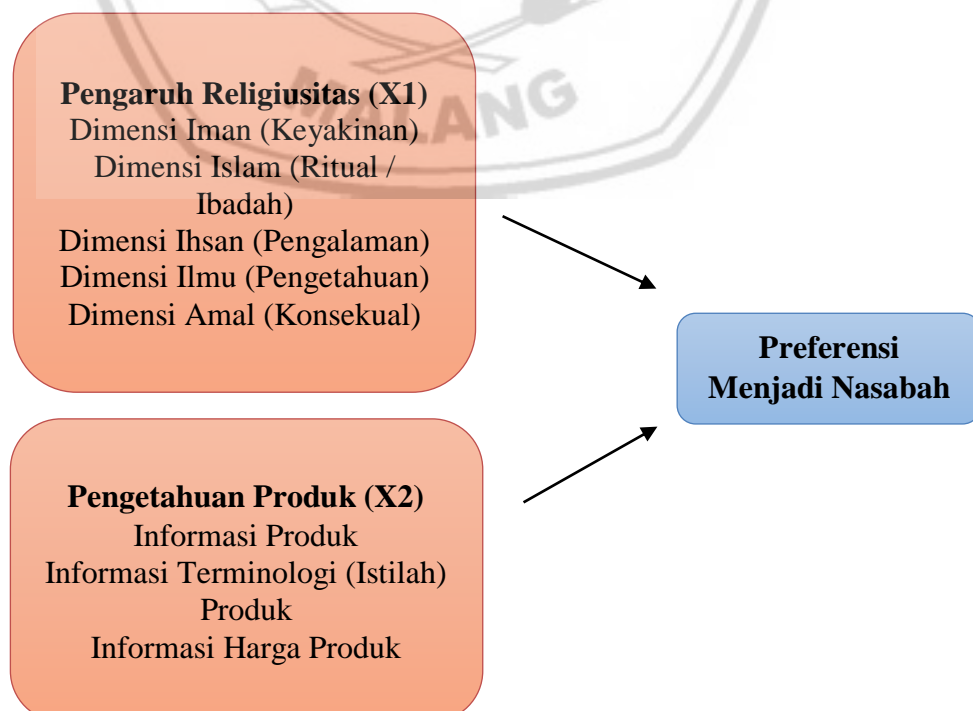 MALANG
Pengaruh Religiusitas (X1)
Dimensi Iman (Keyakinan)
Dimensi Islam (Ritual /
Ibadah)
Dimensi Ihsan (Pengalaman)
Dimensi Ilmu (Pengetahuan)
Dimensi Amal (Konsekual)
Preferensi
Menjadi Nasabah
Pengetahuan Produk (X2)
Informasi Produk
Informasi Terminologi (Istilah)
Produk
Informasi Harga Produk